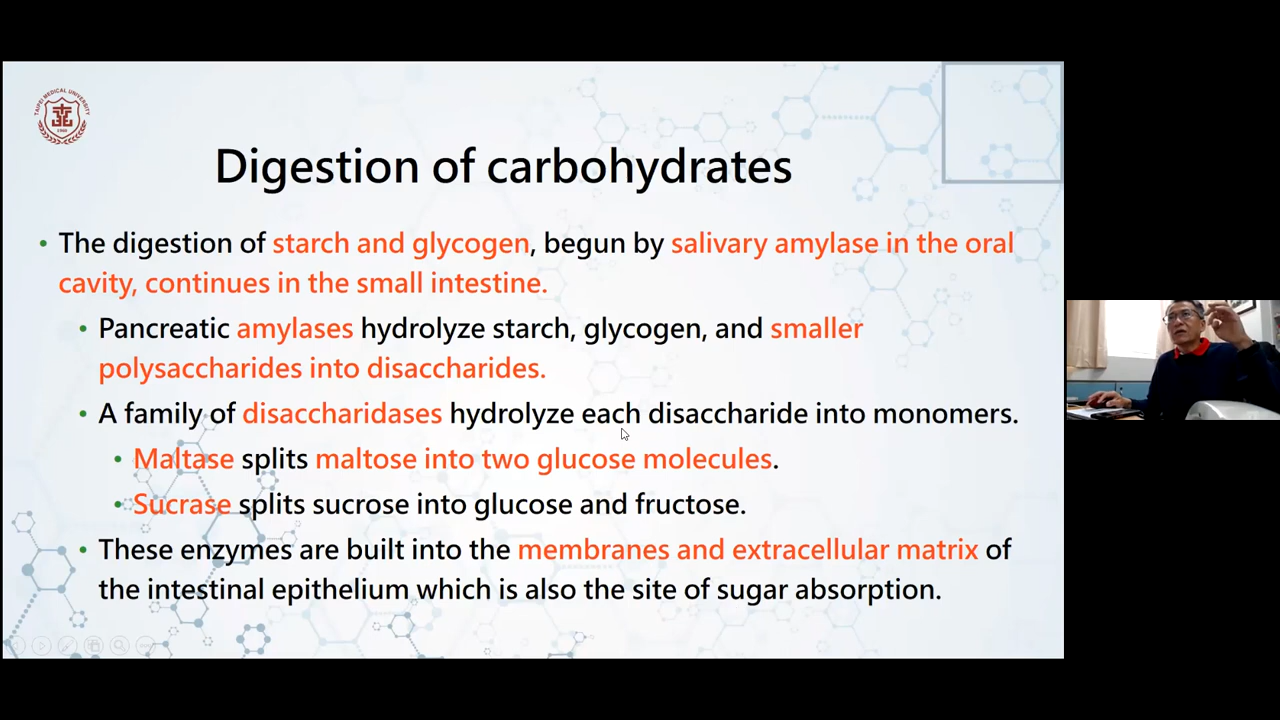 TAIPEI MEDICAL UNIVERSITY
1960
Digestion of carbohydrates
• The digestion of starch and glycogen, begun by salivary amylase in the oral
cavity, continues in the small intestine.
• Pancreatic amylases hydrolyze starch, glycogen, and smaller
polysaccharides into disaccharides.
• A family of disaccharidases hydrolyze each disaccharide into monomers.
• Maltase splits maltose into two glucose molecules.
• Sucrase splits sucrose into glucose and fructose.
• These enzymes are built into the membranes and extracellular matrix of
the intestinal epithelium which is also the site of sugar absorption.